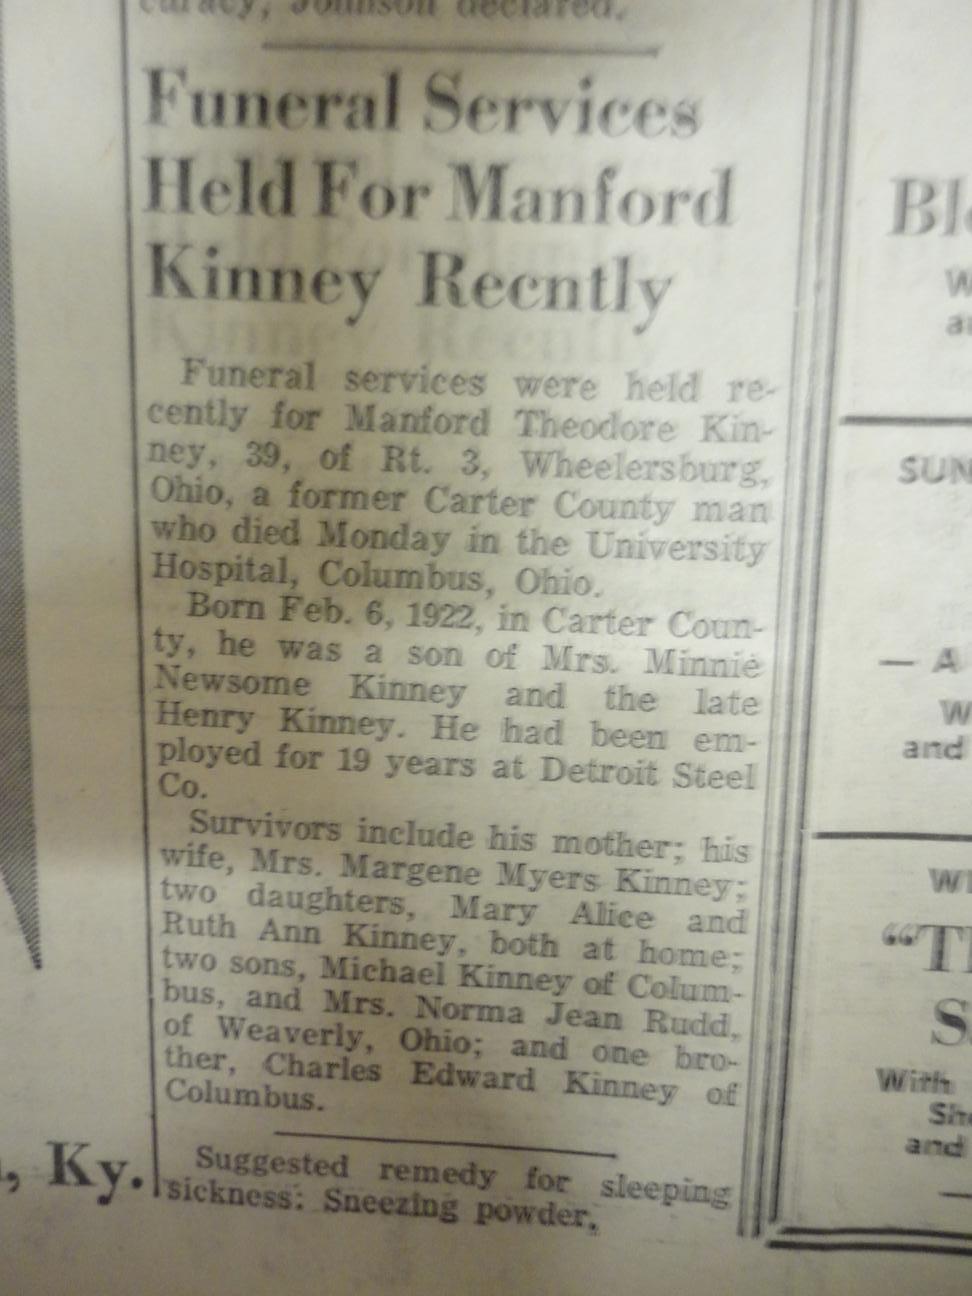 Johnson declared.
Funeral Services
Held For Manford
Kinney Recntly
Funeral services were held re-
cently for Manford Theodore Kin-
ney, 39, of Rt. 3, Wheelersburg,
Ohio, a former Carter County man
who died Monday in the University
Hospital, Columbus, Ohio.
Born Feb. 6, 1922, in Carter Coun-
ty, he was a son of Mrs. Minnie
Newsome Kinney and the late
Henry Kinney. He had been em-
ployed for 19 years at Detroit Steel
Co.
Survivors include his mother; his
wife, Mrs. Margene Myers Kinney;
two daughters, Mary Alice and
Ruth Ann Kinney, both at home;
two sons, Michael Kinney of Colum-
bus, and Mrs. Norma Jean Rudd,
of Weaverly, Ohio; and one bro-
ther, Charles Edward Kinney of
Columbus.
Suggested remedy for sleeping
sickness: Sneezing powder.
, Ky.
SUN
— A
and
"T
With
and